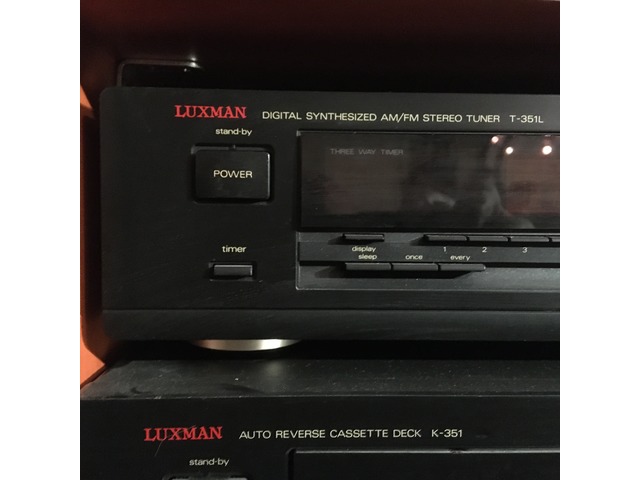 LUXMAN DIGITAL SYNTHESIZED AM/FM STEREO TUNER T-351L
stand-by
POWER
THREE WAY TIMER
timer
display 1 2 3
sleep once every
LUXMAN AUTO REVERSE CASSETTE DECK K-351
stand-by